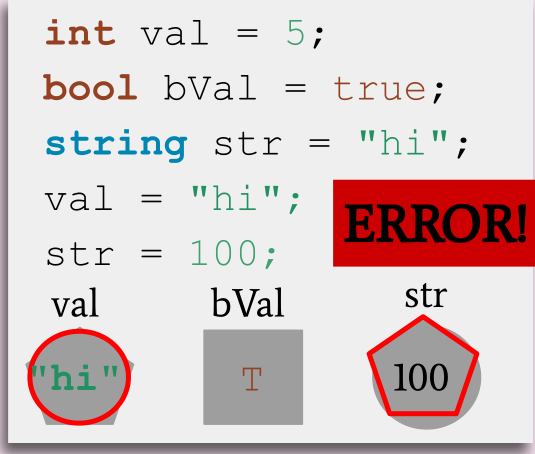 int val = 5;
bool bVal = true;
string str = "hi";
val = "hi";
ERROR!
str = 100;
val bVal str
"hi" T 100